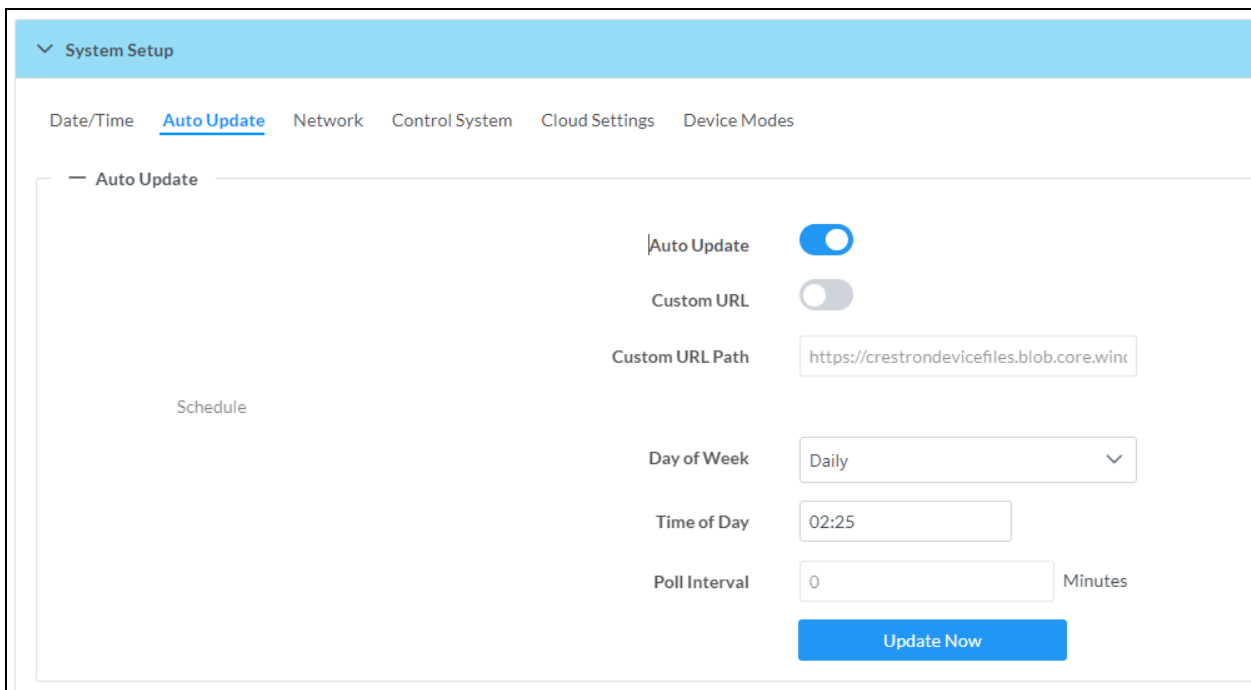 System Setup
Date/Time Auto Update Network Control System Cloud Settings Device Modes
Auto Update
Auto Update
Custom URL
Custom URL Path https://crestrondevicefiles.blob.core.winc
Schedule
Day of Week Daily
Time of Day 02:25
Poll Interval 0 Minutes
Update Now